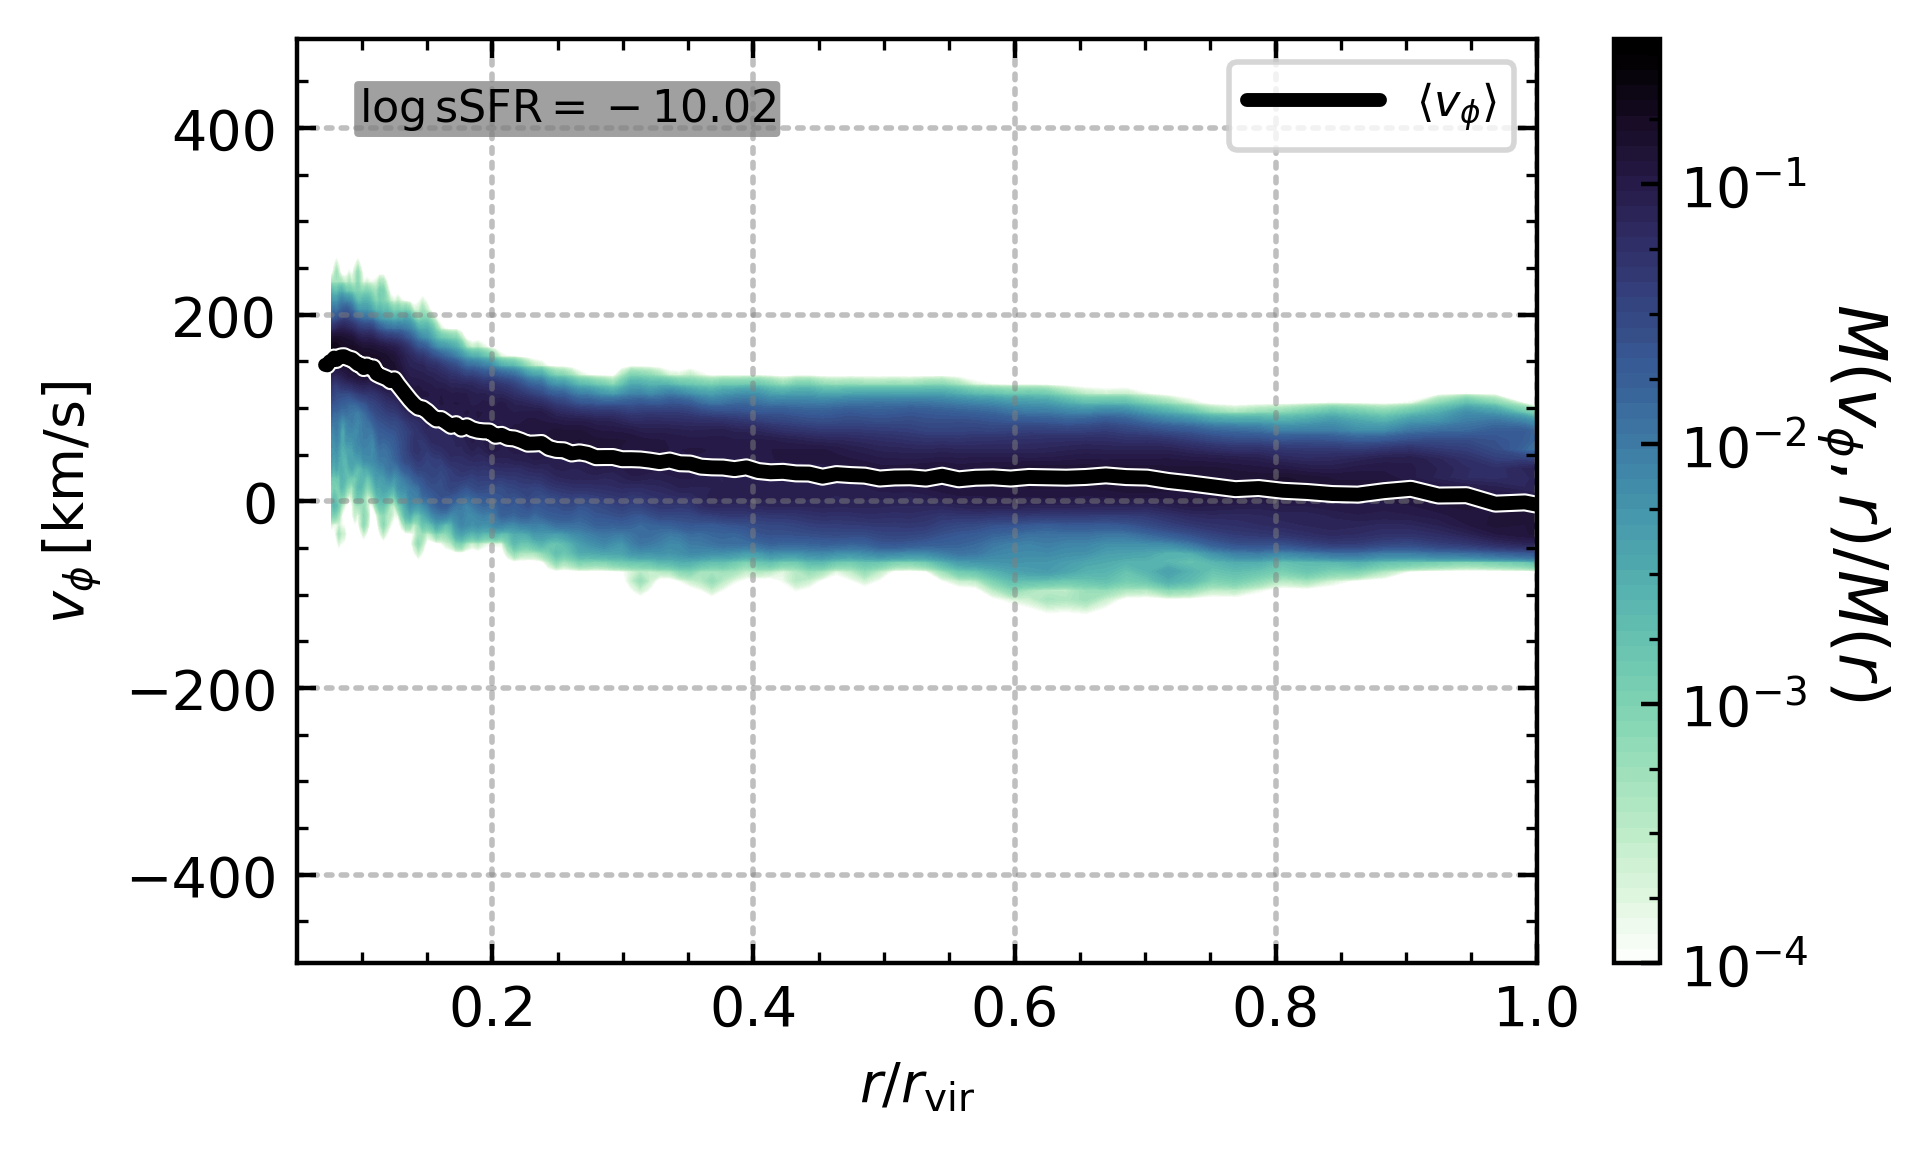 log sSFR = − 10.02
⟨v_ϕ⟩
400
200
0
−200
−400
v_ϕ [km/s]
0.2
0.4
0.6
0.8
1.0
r/r_vir
10⁻¹
10⁻²
10⁻³
10⁻⁴
M(v_ϕ, r)/M(r)